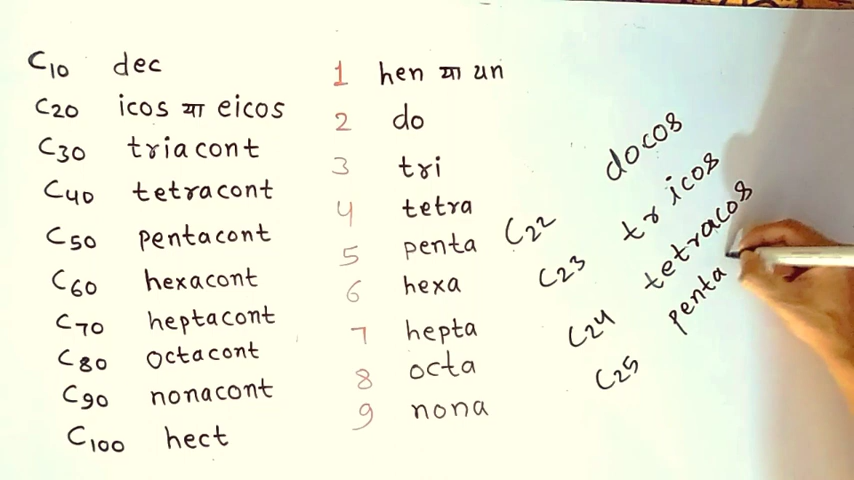 C10 dec
C20 icos या eicos
C30 triacont
C40 tetracont
C50 pentacont
C60 hexacont
C70 heptacont
C80 octacont
C90 nonacont
C100 hect
1 hen या un
2 do
3 tri
4 tetra
5 penta
6 hexa
7 hepta
8 octa
9 nona
C22 docos
C23 tr icos
C24 tetracos
C25 penta